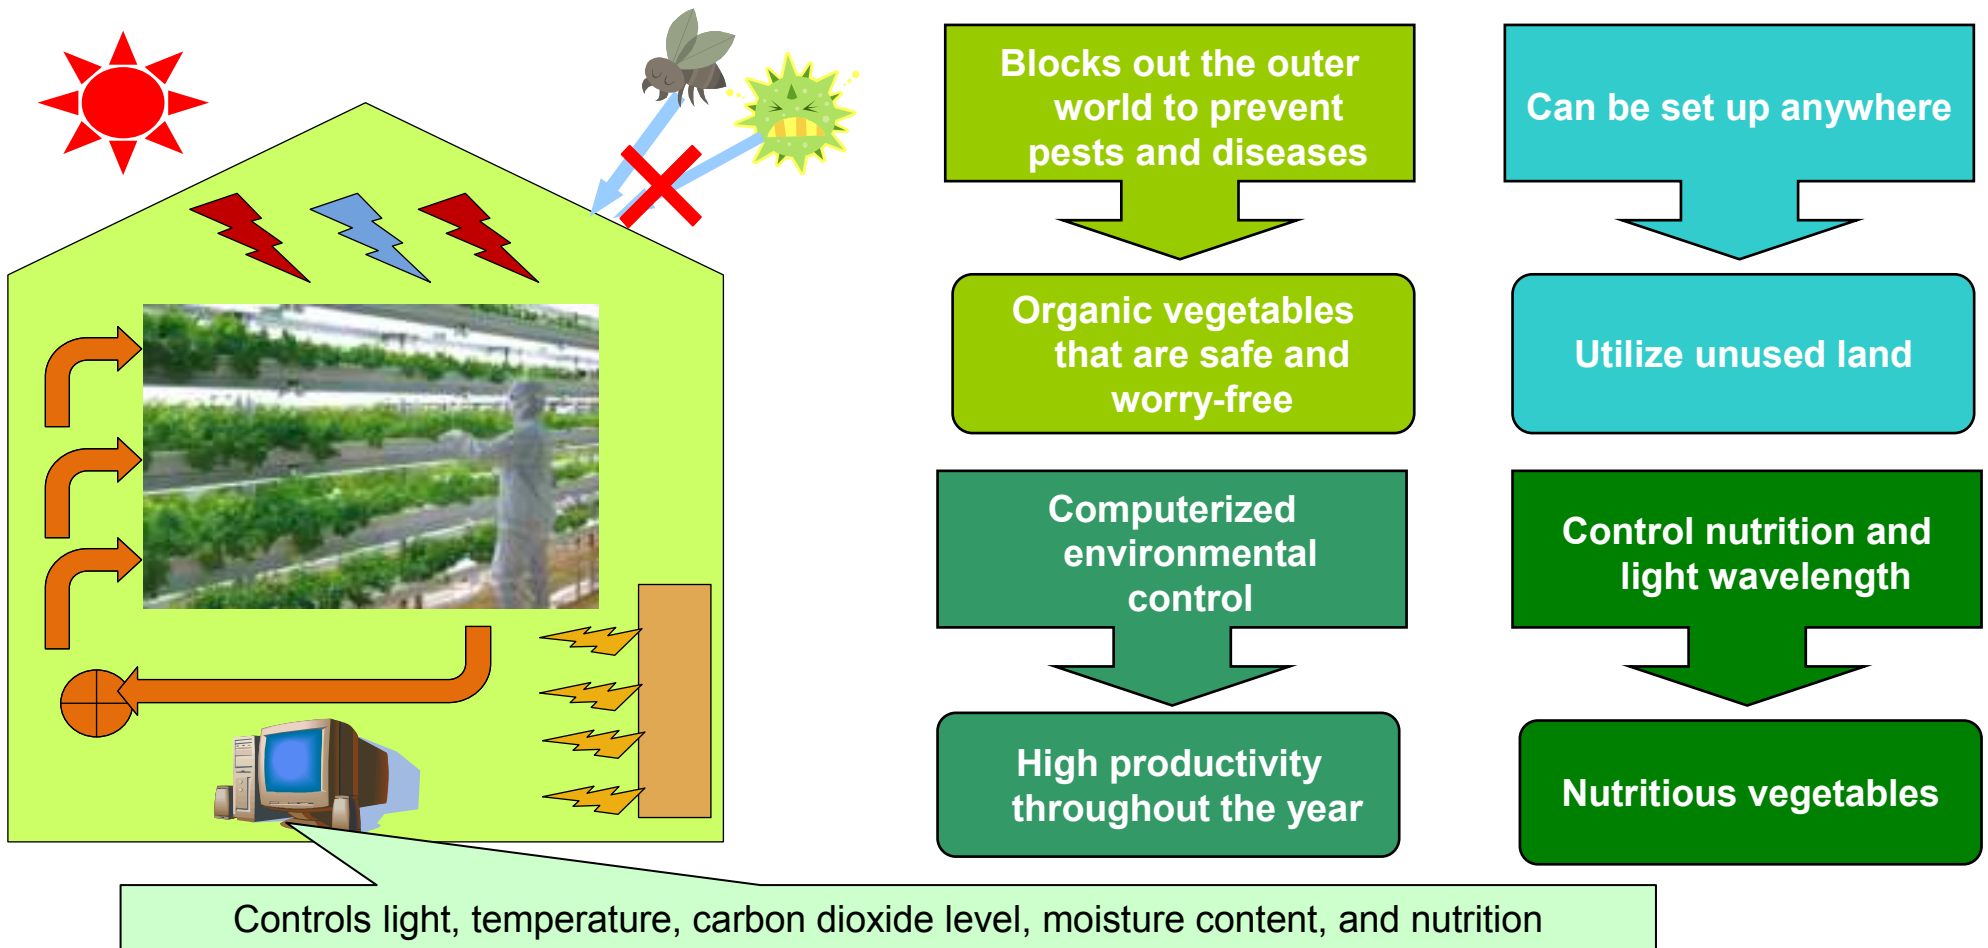 Blocks out the outer
world to prevent
pests and diseases
Can be set up anywhere
Organic vegetables
that are safe and
worry-free
Utilize unused land
Computerized
environmental
control
Control nutrition and
light wavelength
High productivity
throughout the year
Nutritious vegetables
Controls light, temperature, carbon dioxide level, moisture content, and nutrition